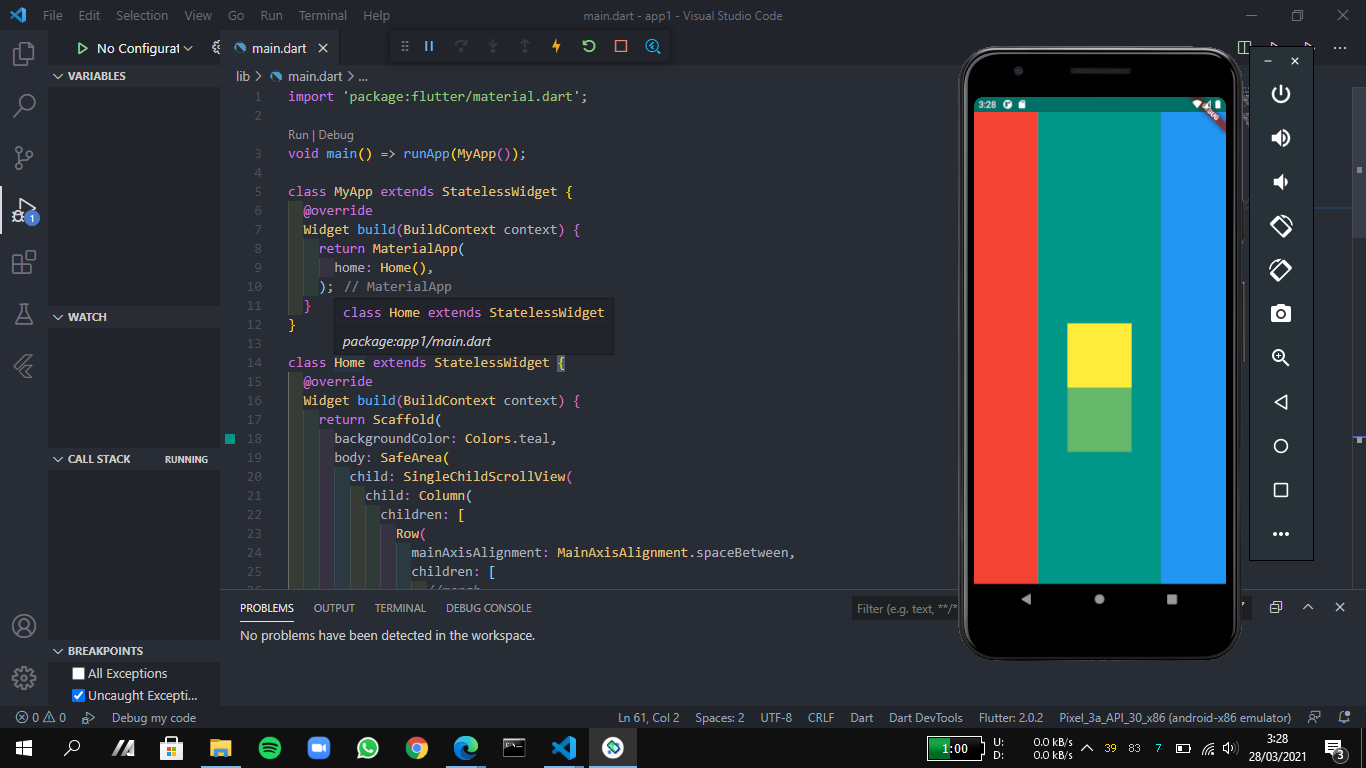 File Edit Selection View Go Run Terminal Help
main.dart - app1 - Visual Studio Code
No Configurat
main.dart
VARIABLES
lib > main.dart > ...
1 import 'package:flutter/material.dart';
2
Run | Debug
3 void main() => runApp(MyApp());
4
5 class MyApp extends StatelessWidget {
6 @override
7 Widget build(BuildContext context) {
8 return MaterialApp(
9 home: Home(),
10 ); // MaterialApp
11 }
12 }
13
class Home extends StatelessWidget
package:app1/main.dart
14 class Home extends StatelessWidget {
15 @override
16 Widget build(BuildContext context) {
17 return Scaffold(
18 backgroundColor: Colors.teal,
19 body: SafeArea(
20 child: SingleChildScrollView(
21 child: Column(
22 children: [
23 Row(
24 mainAxisAlignment: MainAxisAlignment.spaceBetween,
25 children: [
WATCH
CALL STACK RUNNING
BREAKPOINTS
All Exceptions
Uncaught Excepti...
1
3:28
PROBLEMS OUTPUT TERMINAL DEBUG CONSOLE
Filter (e.g. text, **/*
No problems have been detected in the workspace.
0 0 Debug my code
Ln 61, Col 2 Spaces: 2 UTF-8 CRLF Dart Dart DevTools Flutter: 2.0.2 Pixel_3a_API_30_x86 (android-x86 emulator)
1:00
U: 0.0 kB/s
D: 0.0 kB/s
39 83 7
3:28
28/03/2021
3